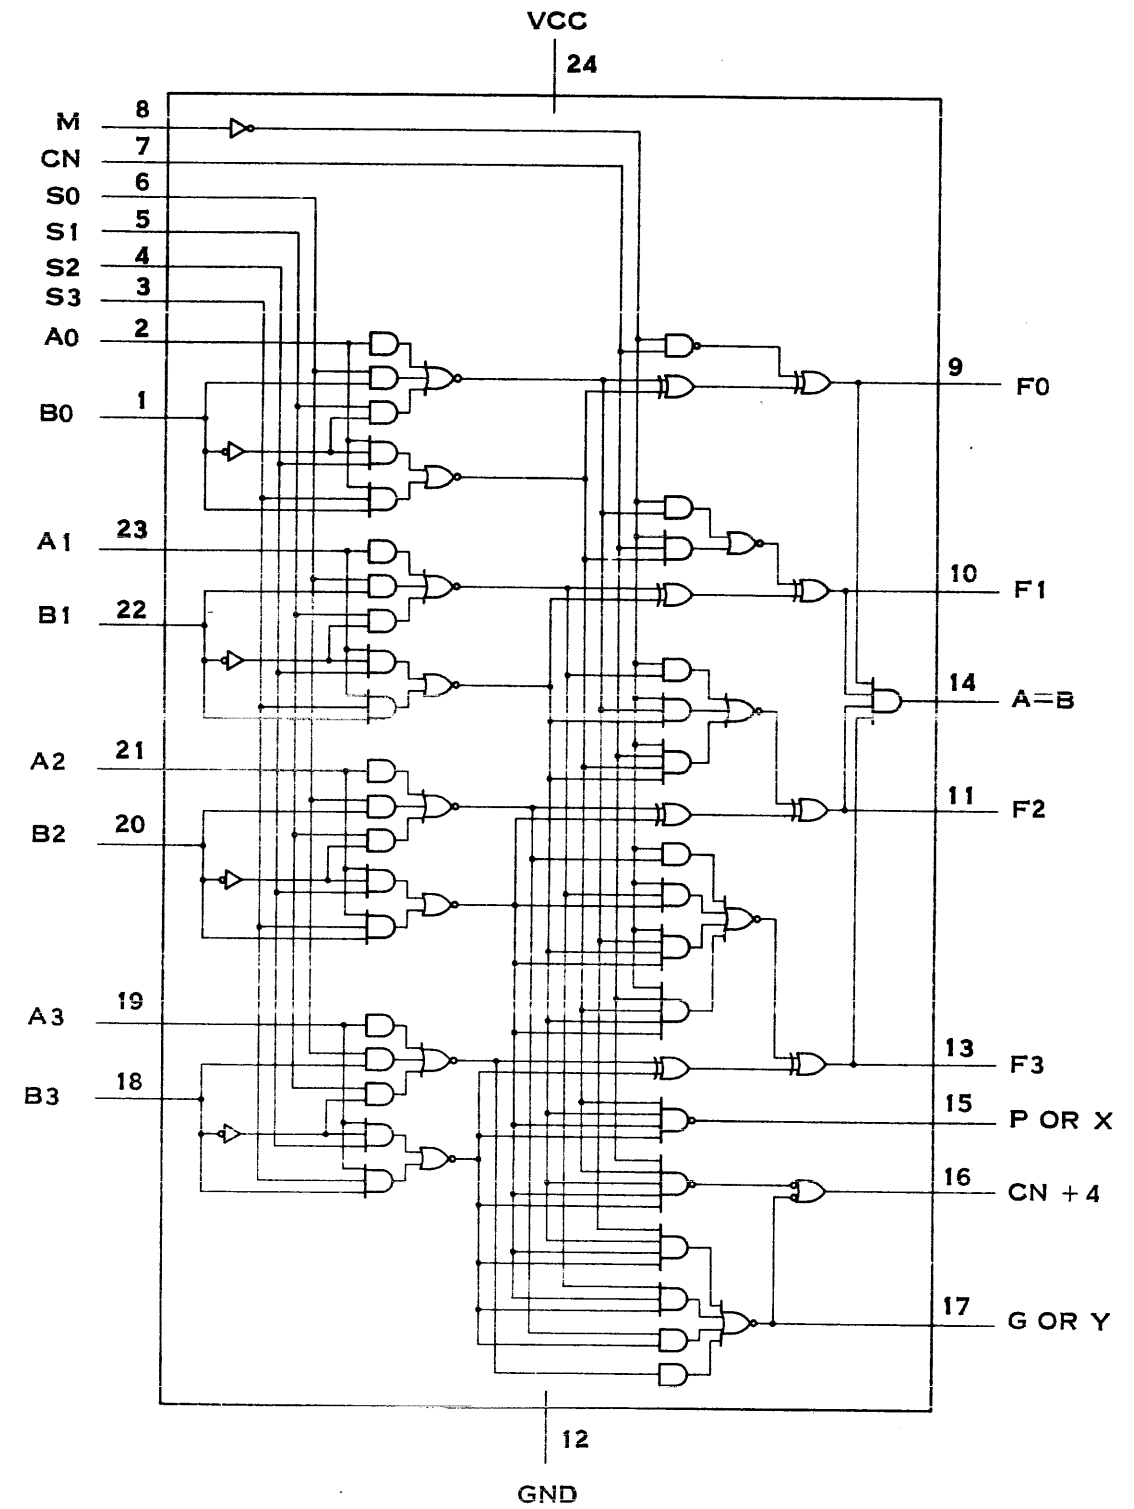 VCC
24
M 8
CN 7
S0 6
S1 5
S2 4
S3 3
A0 2
9 F0
B0 1
A1 23
10 F1
B1 22
14 A=B
A2 21
11 F2
B2 20
A3 19
13 F3
B3 18
15 P OR X
16 CN +4
17 G OR Y
12
GND